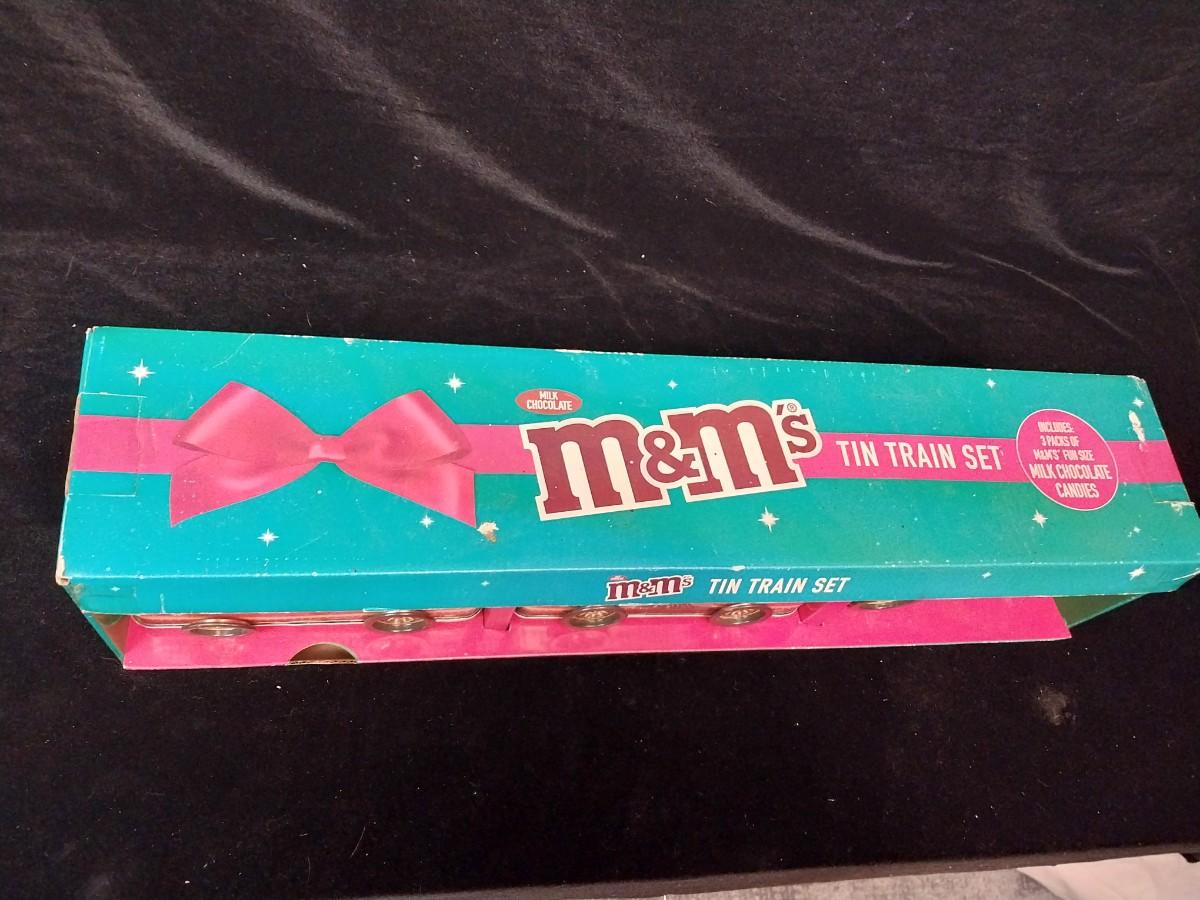 MILK
CHOCOLATE
m&m's®
TIN TRAIN SET
INCLUDES:
3 PACKS OF
M&M'S® FUN SIZE
MILK CHOCOLATE
CANDIES
m&m's TIN TRAIN SET